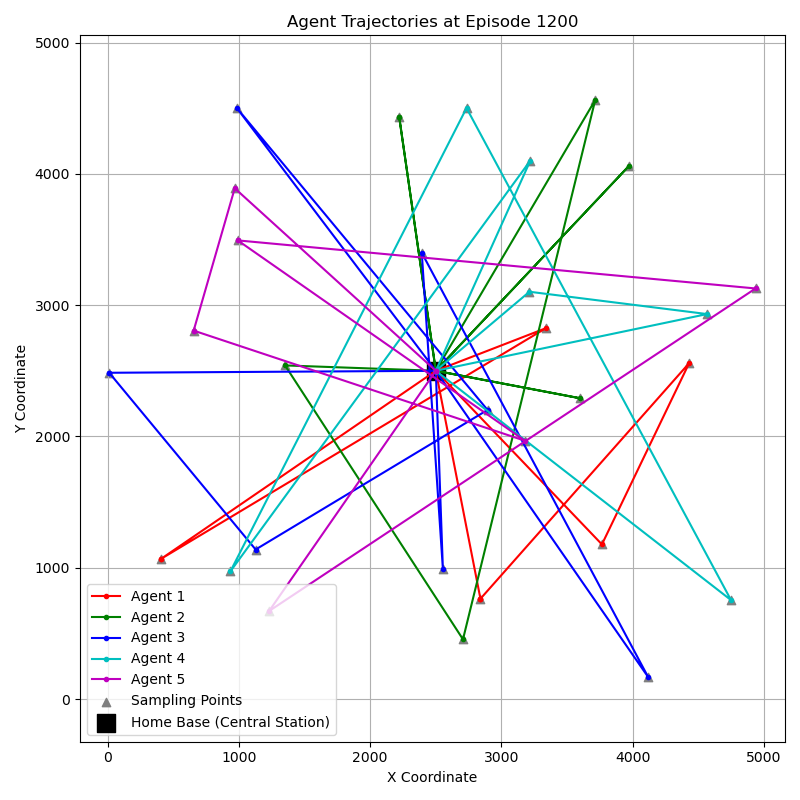 Agent Trajectories at Episode 1200
5000
4000
3000
2000
1000
0
Y Coordinate
Agent 1
Agent 2
Agent 3
Agent 4
Agent 5
Sampling Points
Home Base (Central Station)
0 1000 2000 3000 4000 5000
X Coordinate